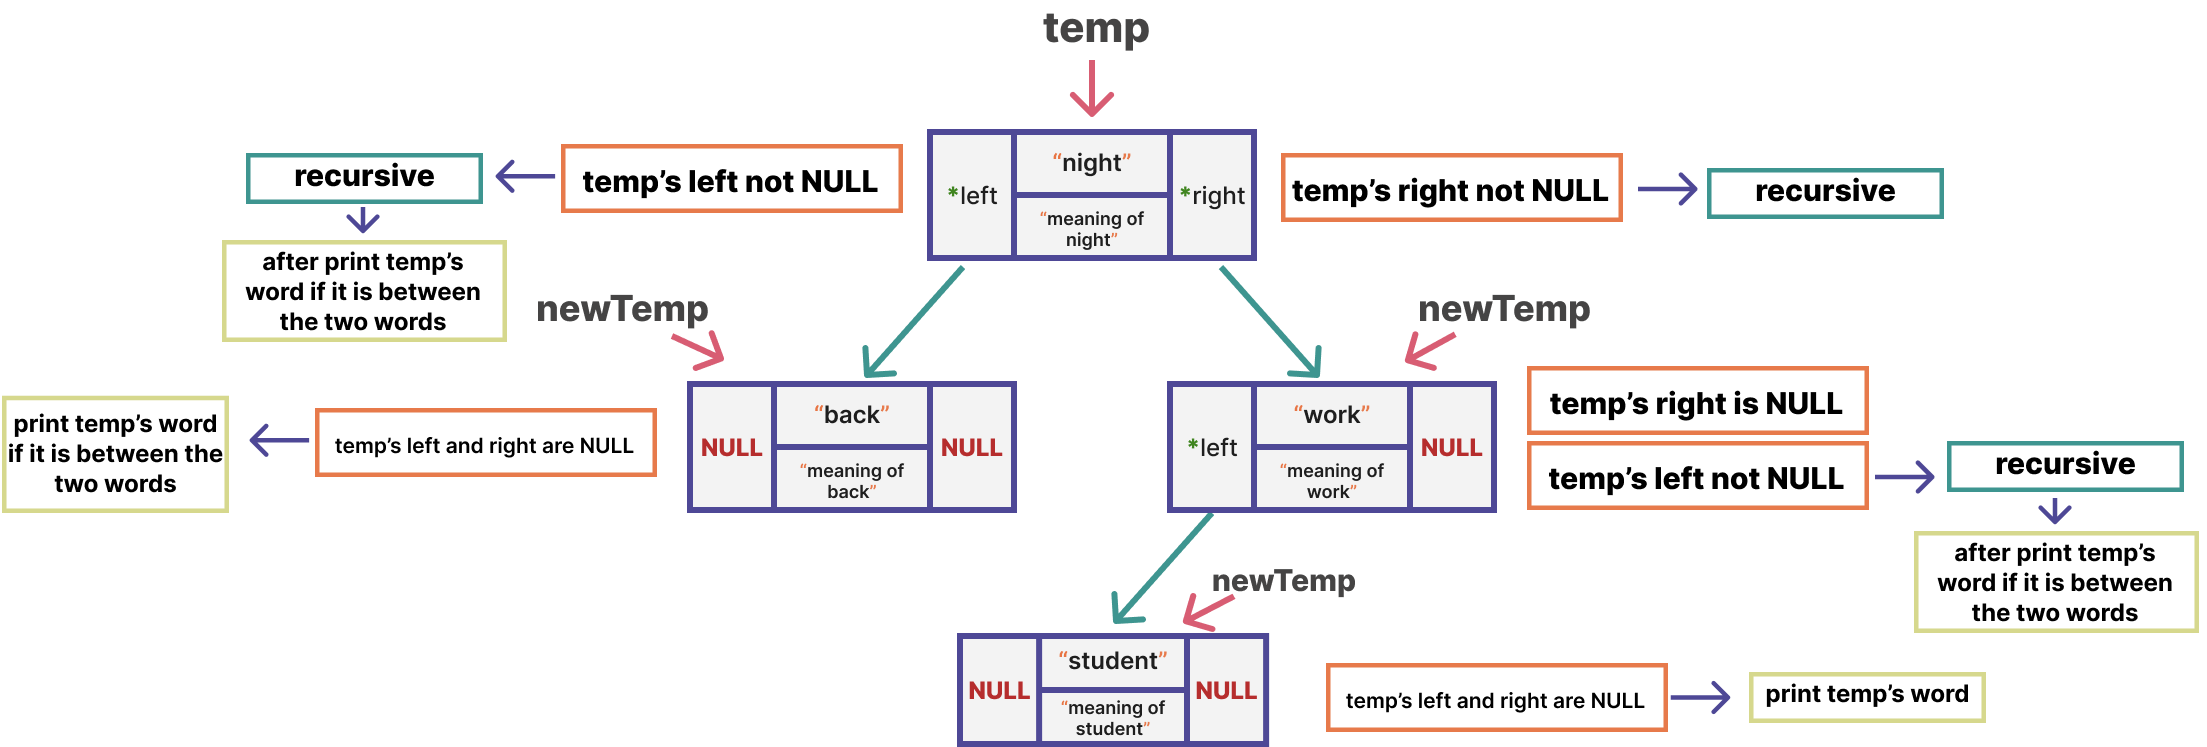 temp
recursive
temp’s left not NULL
*left
“night”
“meaning of
night”
*right
temp’s right not NULL
recursive
after print temp’s
word if it is between
the two words
newTemp
newTemp
print temp’s word
if it is between the
two words
temp’s left and right are NULL
NULL
“back”
“meaning of
back”
NULL
*left
“work”
“meaning of
work”
NULL
temp’s right is NULL
temp’s left not NULL
recursive
after print temp’s
word if it is between
the two words
newTemp
NULL
“student”
“meaning of
student”
NULL
temp’s left and right are NULL
print temp’s word